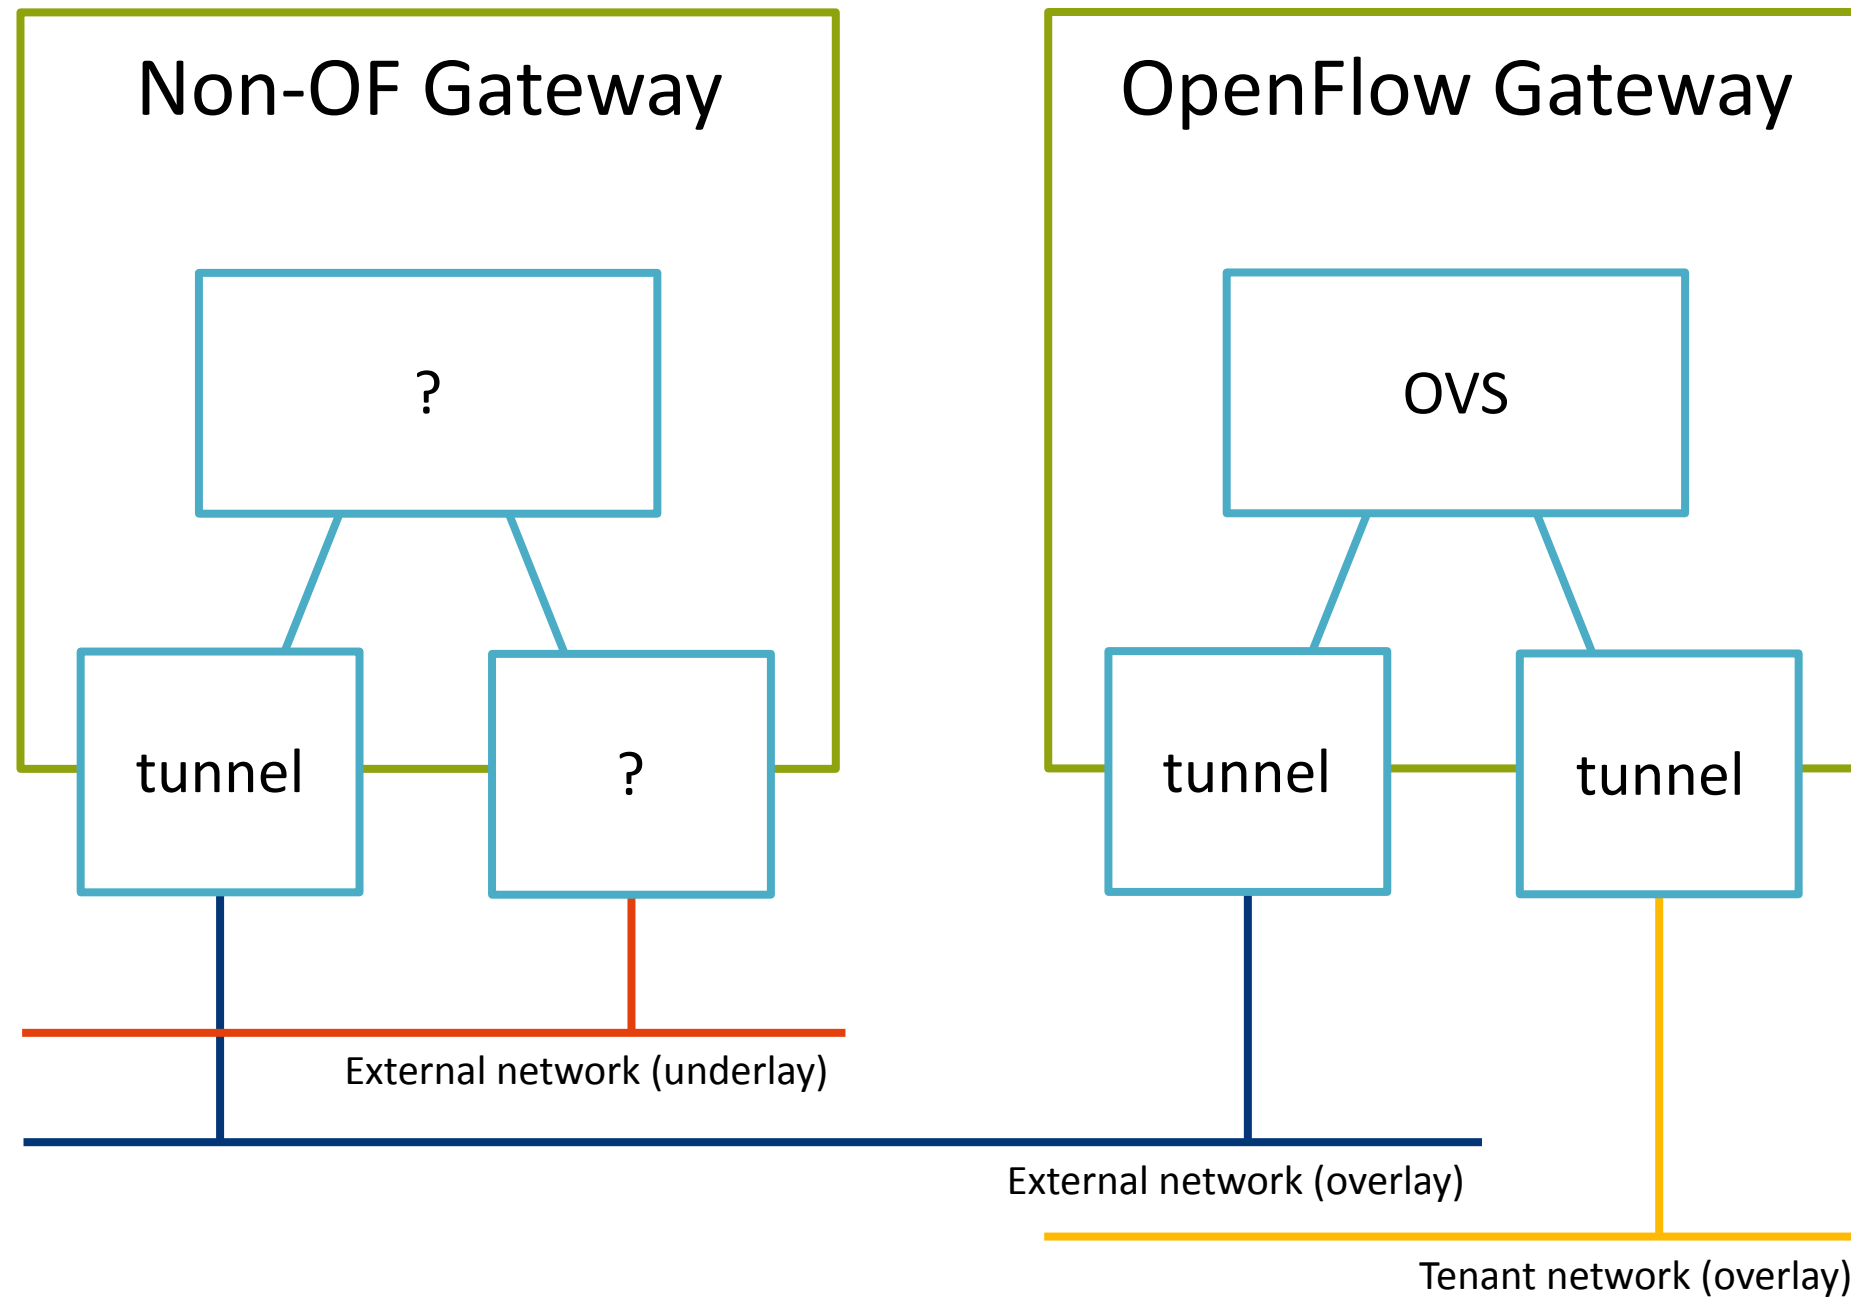 Non-OF Gateway
OpenFlow Gateway
?
OVS
tunnel
?
tunnel
tunnel
External network (underlay)
External network (overlay)
Tenant network (overlay)